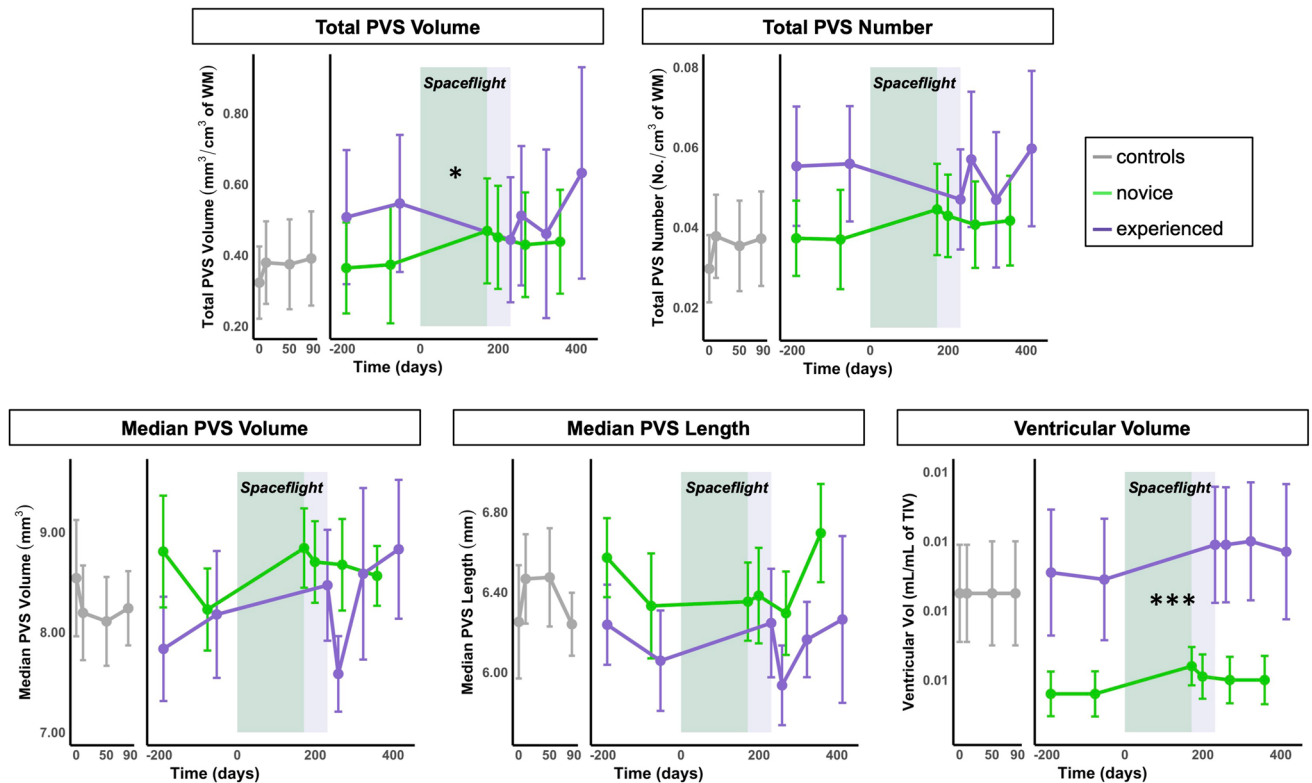 Total PVS Volume
Total PVS Volume (mm³/cm³ of WM)
0.80
0.60
0.40
0.20
Spaceflight
*
0 50 90
-200 0 200 400
Time (days)
Total PVS Number
Total PVS Number (No./cm³ of WM)
0.08
0.06
0.04
0.02
Spaceflight
0 50 90
-200 0 200 400
Time (days)
controls
novice
experienced
Median PVS Volume
Median PVS Volume (mm³)
9.00
8.00
7.00
Spaceflight
0 50 90
-200 0 200 400
Time (days)
Median PVS Length
Median PVS Length (mm)
6.80
6.40
6.00
Spaceflight
0 50 90
-200 0 200 400
Time (days)
Ventricular Volume
Ventricular Vol (mL/mL of TIV)
0.01
0.01
0.01
0.01
Spaceflight
***
0 50 90
-200 0 200 400
Time (days)